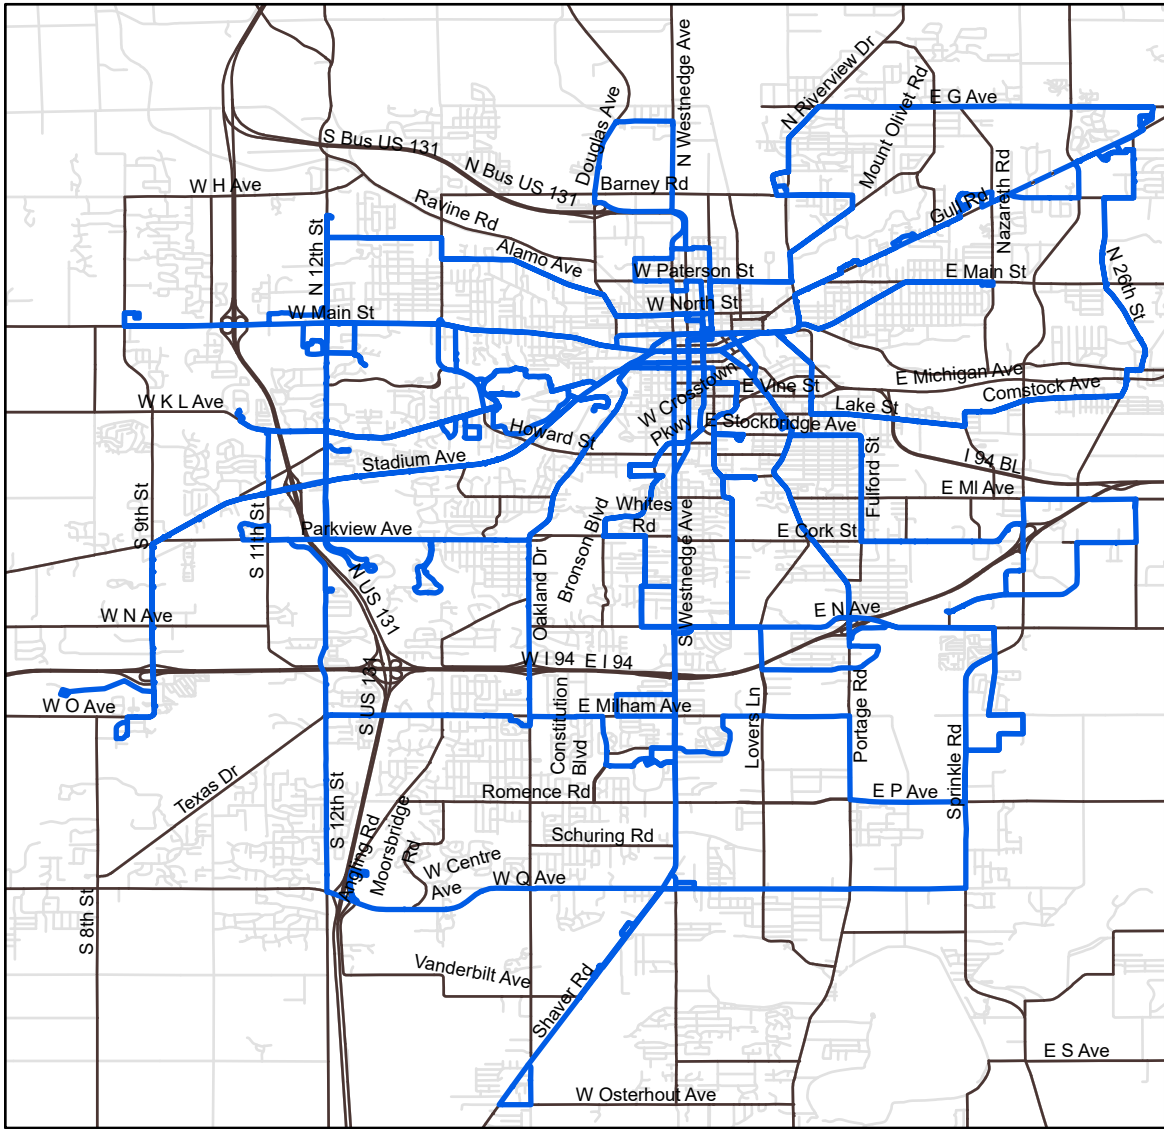 N Westnedge Ave
N Riverview Dr
Mount Olivet Rd
E G Ave
Douglas Ave
S Bus US 131
N Bus US 131
W H Ave
Barney Rd
Ravine Rd
Gull Rd
Nazareth Rd
N 12th St
Alamo Ave
W Paterson St
E Main St
N 26th St
W North St
W Main St
W Crosstown
Pkwy
E Michigan Ave
E Vine St
Comstock Ave
W K L Ave
Lake St
E Stockbridge Ave
Howard St
Stadium Ave
I 94 BL
Fulford St
E MI Ave
S 9th St
S 11th St
Parkview Ave
Bronson Blvd
Whites
Rd
E Cork St
S Westnedge Ave
N US 131
Oakland Dr
W N Ave
E N Ave
W I 94
E I 94
S US 131
W O Ave
Constitution
Blvd
E Milham Ave
Lovers Ln
Portage Rd
Sprinkle Rd
Texas Dr
S 12th St
Romence Rd
E P Ave
Angling Rd
Moorsbridge
Rd
Schuring Rd
W Centre
Ave
W Q Ave
S 8th St
Vanderbilt Ave
Shaver Rd
E S Ave
W Osterhout Ave